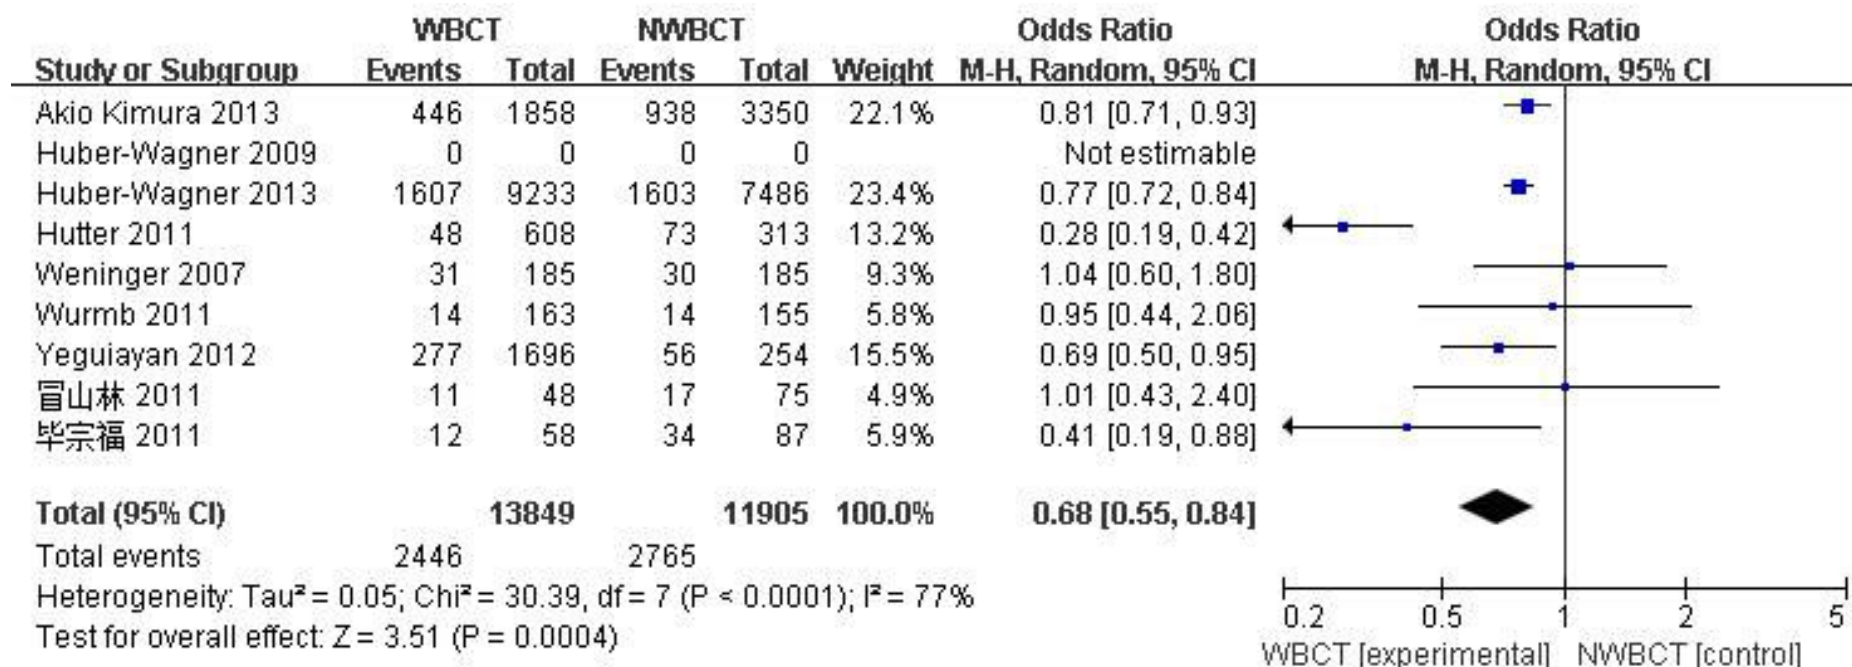 WBCT NWBCT Odds Ratio Odds Ratio
Study or Subgroup Events Total Events Total Weight M-H, Random, 95% CI M-H, Random, 95% CI
Akio Kimura 2013 446 1858 938 3350 22.1% 0.81 [0.71, 0.93]
Huber-Wagner 2009 0 0 0 0 Not estimable
Huber-Wagner 2013 1607 9233 1603 7486 23.4% 0.77 [0.72, 0.84]
Hutter 2011 48 608 73 313 13.2% 0.28 [0.19, 0.42]
Weninger 2007 31 185 30 185 9.3% 1.04 [0.60, 1.80]
Wurmb 2011 14 163 14 155 5.8% 0.95 [0.44, 2.06]
Yeguiayan 2012 277 1696 56 254 15.5% 0.69 [0.50, 0.95]
冒山林 2011 11 48 17 75 4.9% 1.01 [0.43, 2.40]
毕宗福 2011 12 58 34 87 5.9% 0.41 [0.19, 0.88]
Total (95% CI) 13849 11905 100.0% 0.68 [0.55, 0.84]
Total events 2446 2765
Heterogeneity: Tau² = 0.05; Chi² = 30.39, df = 7 (P < 0.0001); I² = 77%
Test for overall effect: Z = 3.51 (P = 0.0004)
0.2 0.5 1 2 5
WBCT [experimental] NWBCT [control]